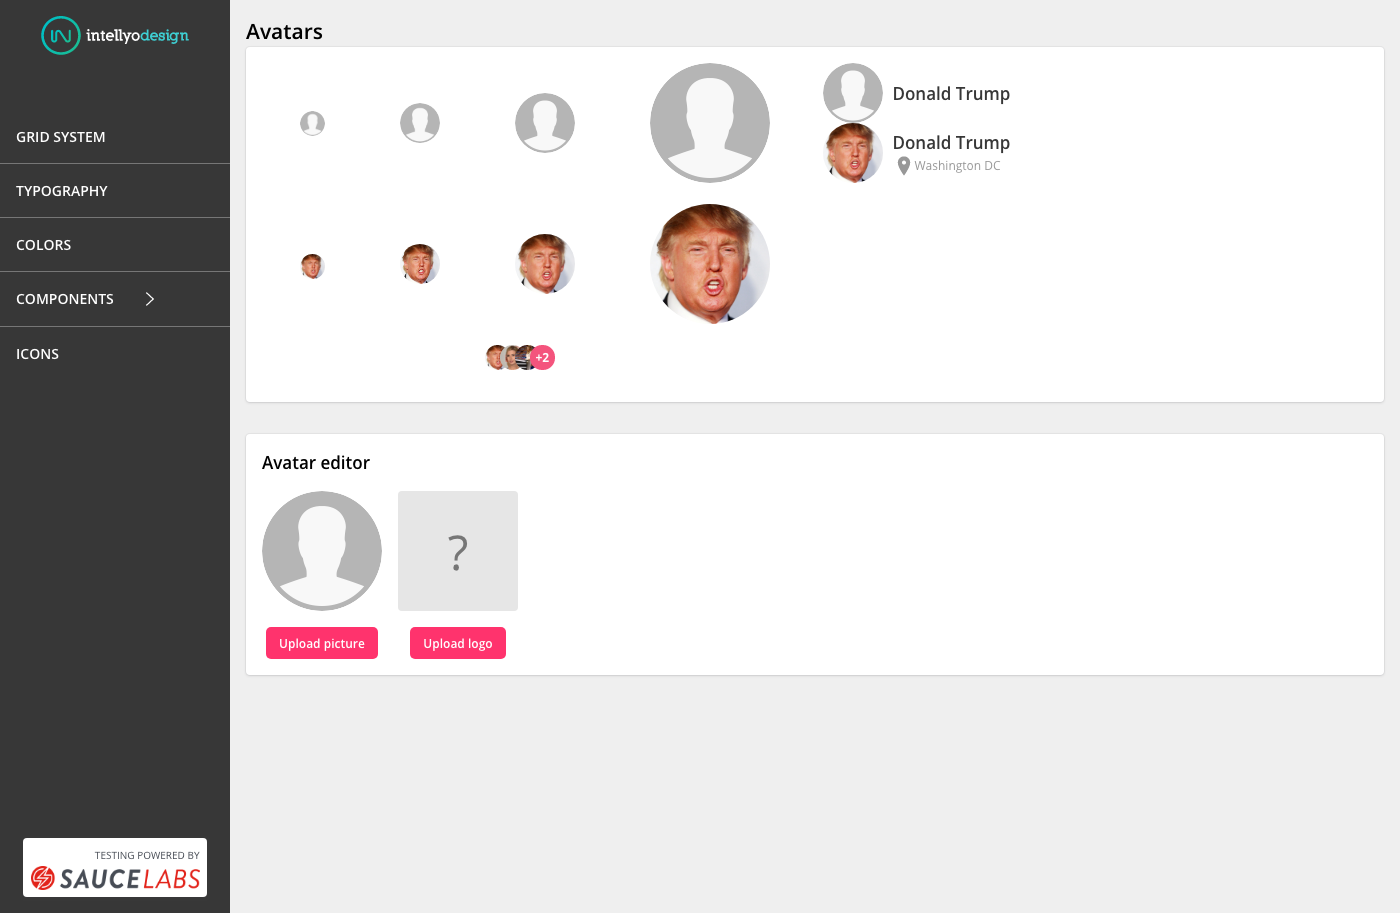 intellyodesign
GRID SYSTEM
TYPOGRAPHY
COLORS
COMPONENTS
ICONS
TESTING POWERED BY
SAUCELABS
Avatars
Donald Trump
Donald Trump
Washington DC
+2
Avatar editor
?
Upload picture
Upload logo